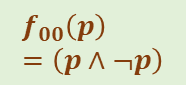 f₀₀(p)
= (p ∧ ¬p)